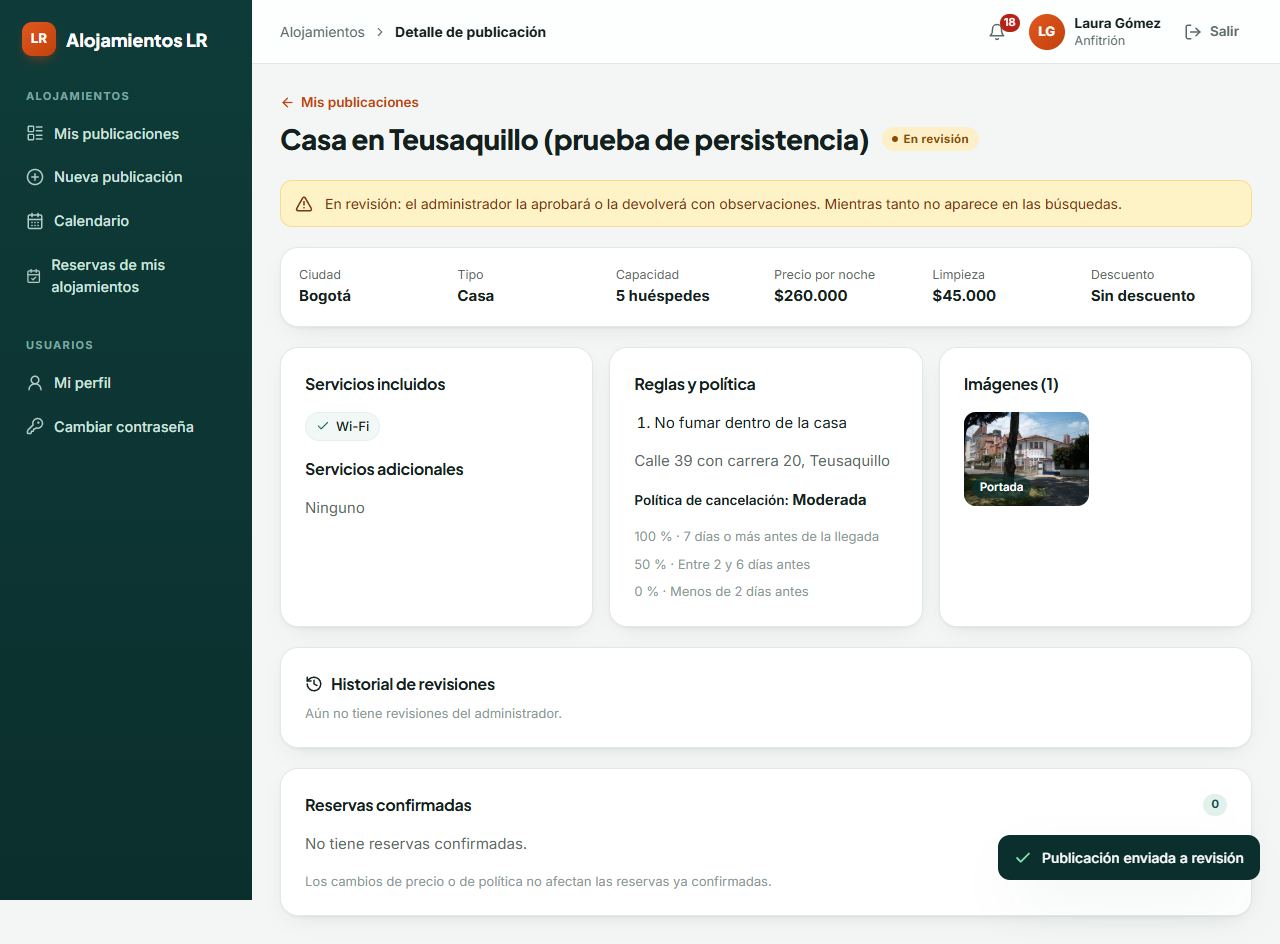 LR Alojamientos LR
ALOJAMIENTOS
Mis publicaciones
Nueva publicación
Calendario
Reservas de mis
alojamientos
USUARIOS
Mi perfil
Cambiar contraseña
Alojamientos > Detalle de publicación
18
LG
Laura Gómez
Anfitrión
Salir
← Mis publicaciones
Casa en Teusaquillo (prueba de persistencia)
En revisión
En revisión: el administrador la aprobará o la devolverá con observaciones. Mientras tanto no aparece en las búsquedas.
Ciudad
Bogotá
Tipo
Casa
Capacidad
5 huéspedes
Precio por noche
$260.000
Limpieza
$45.000
Descuento
Sin descuento
Servicios incluidos
Wi-Fi
Servicios adicionales
Ninguno
Reglas y política
1. No fumar dentro de la casa
Calle 39 con carrera 20, Teusaquillo
Política de cancelación: Moderada
100 % · 7 días o más antes de la llegada
50 % · Entre 2 y 6 días antes
0 % · Menos de 2 días antes
Imágenes (1)
Portada
Historial de revisiones
Aún no tiene revisiones del administrador.
Reservas confirmadas
0
No tiene reservas confirmadas.
Los cambios de precio o de política no afectan las reservas ya confirmadas.
Publicación enviada a revisión